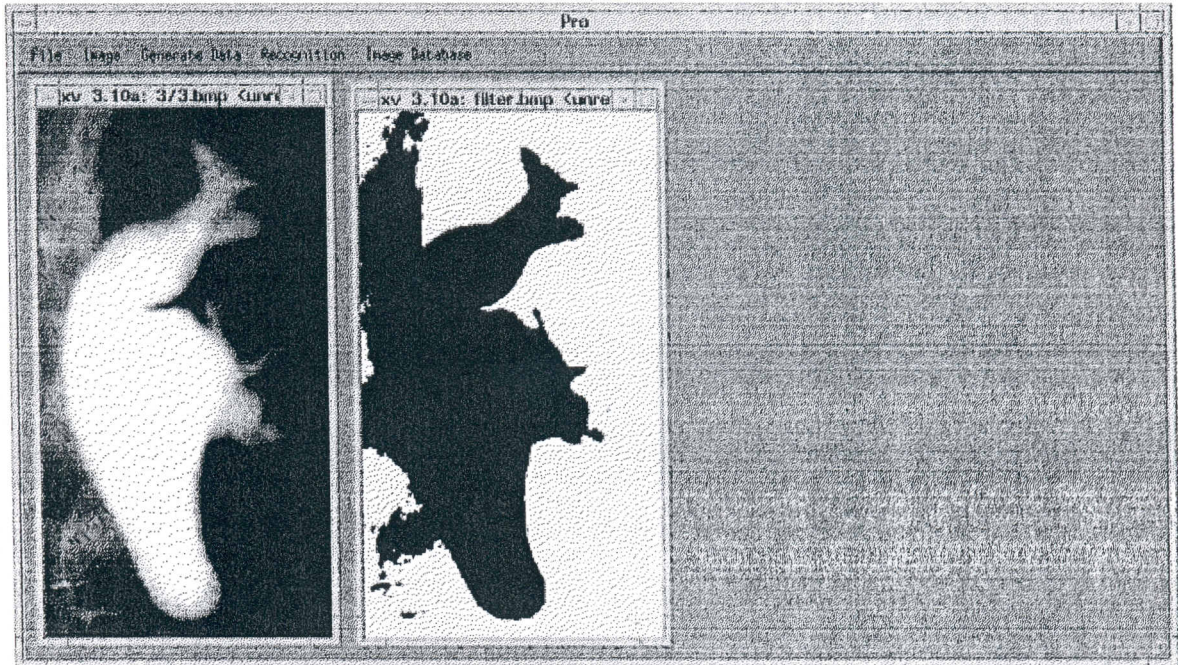 Pro
File Image Generate Data Recognition Image Database
xv 3.10a: 3/3.bmp <unre
xv 3.10a: filter.bmp <unre